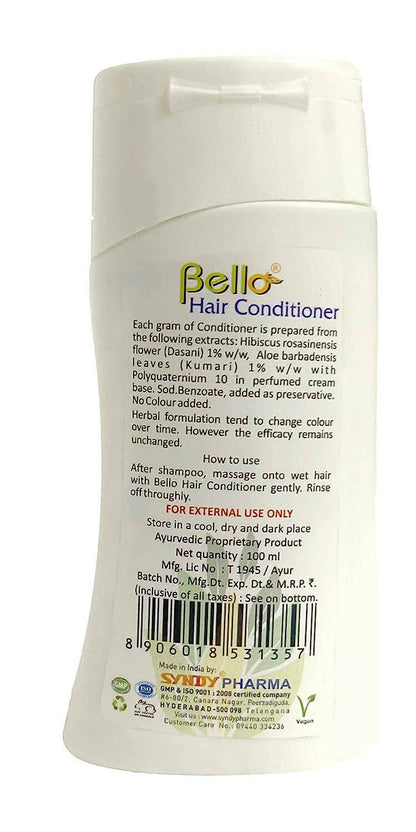 Bello®
Hair Conditioner
Each gram of Conditioner is prepared from
the following extracts: Hibiscus rosasinensis
flower (Dasani) 1% w/w, Aloe barbadensis
leaves (Kumari) 1% w/w with
Polyquaternium 10 in perfumed cream
base. Sod.Benzoate, added as preservative.
No Colour added.
Herbal formulation tend to change colour
over time. However the efficacy remains
unchanged.
How to use
After shampoo, massage onto wet hair
with Bello Hair Conditioner gently. Rinse
off throughly.
FOR EXTERNAL USE ONLY
Store in a cool, dry and dark place
Ayurvedic Proprietary Product
Net quantity : 100 ml
Mfg. Lic No : T 1945 / Ayur
Batch No., Mfg.Dt. Exp. Dt.& M.R.P. ₹.
(Inclusive of all taxes) : See on bottom.
8 906018 531357
Made in India by:
SYNDY PHARMA
GMP & ISO 9001 : 2008 certified company
#6-80/2, Canara Nagar, Peerzadiguda,
HYDERABAD-500 098 Telangana
Visit us : www.syndypharma.com
Customer Care No.: 09440 334236
GMP
ISO
Vegan